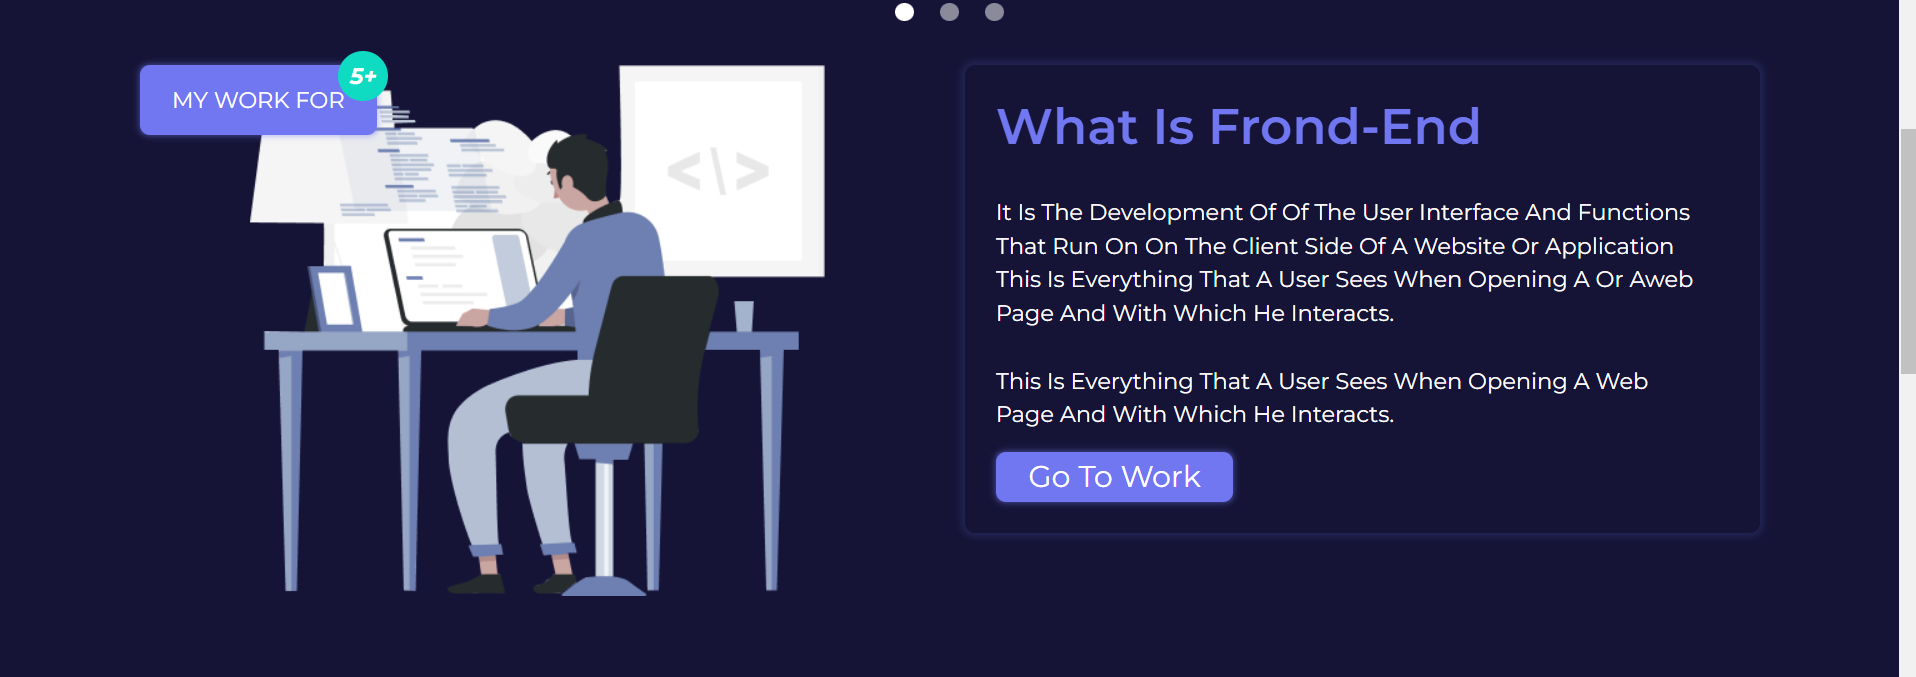 MY WORK FOR
5+
<\>
What Is Frond-End
It Is The Development Of Of The User Interface And Functions
That Run On On The Client Side Of A Website Or Application
This Is Everything That A User Sees When Opening A Or Aweb
Page And With Which He Interacts.
This Is Everything That A User Sees When Opening A Web
Page And With Which He Interacts.
Go To Work